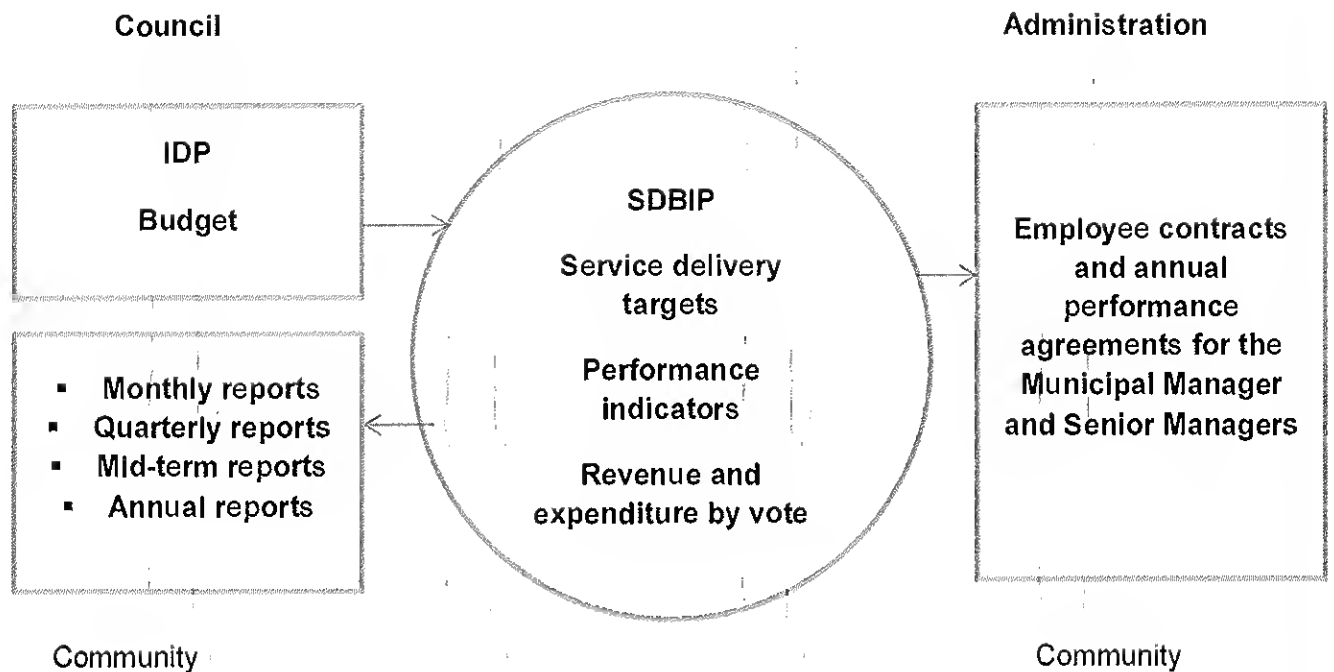 Council
Administration
IDP
Budget
▪ Monthly reports
▪ Quarterly reports
▪ Mid-term reports
▪ Annual reports
SDBIP
Service delivery
targets
Performance
indicators
Revenue and
expenditure by vote
Employee contracts
and annual
performance
agreements for the
Municipal Manager
and Senior Managers
Community
Community